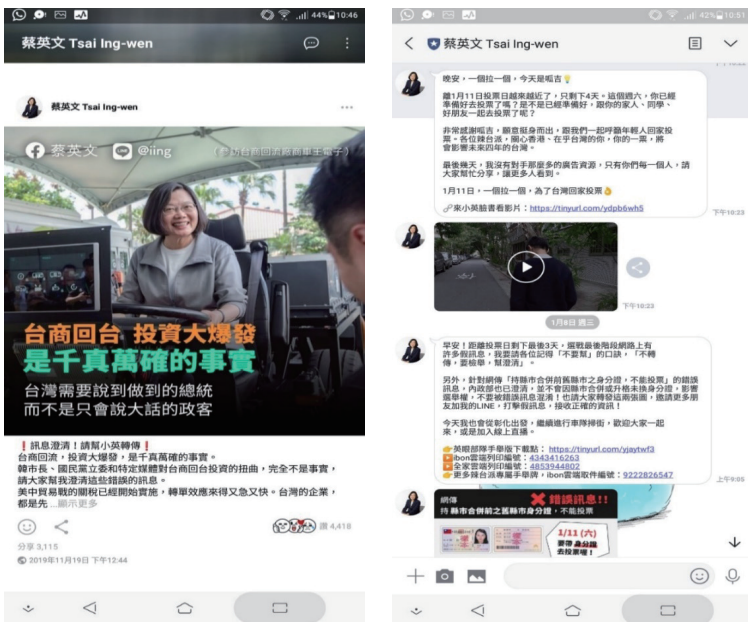 44% 10:46
蔡英文 Tsai Ing-wen
蔡英文 Tsai Ing-wen
蔡英文 LINE @iing
（參訪台商回流廠商車王電子）
台商回台 投資大爆發
是千真萬確的事實
台灣需要說到做到的總統
而不是只會說大話的政客
❗訊息澄清！請幫小英轉傳❗
台商回流，投資大爆發，是千真萬確的事實。
韓市長、國民黨立委和特定媒體對台商回台投資的扭曲，完全不是事實，
請大家幫我澄清這些錯誤的訊息。
美中貿易戰的關稅已經開始實施，轉單效應來得又急又快。台灣的企業，
都是先 ...顯示更多
讚 4,418
分享 3,115
2019年11月19日 下午12:44
42% 10:51
蔡英文 Tsai Ing-wen
晚安，一個拉一個，今天是呱吉💡
離1月11日投票日越來越近了，只剩下4天。這個週六，你已經
準備好去投票了嗎？是不是已經準備好，跟你的家人、同學、
好朋友一起去投票了呢？
非常感謝呱吉，願意挺身而出，跟我們一起呼籲年輕人回家投
票。各位辣台派，關心香港、在乎台灣的你，你的一票，將
會影響未來四年的台灣。
最後幾天，我沒有對手那麼多的廣告資源，只有你們每一個人，請
大家幫忙分享，讓更多人看到。
1月11日，一個拉一個，為了台灣回家投票👌
🔗來小英臉書看影片：https://tinyurl.com/ydpb6wh5
下午10:23
下午10:23
1月8日 週三
早安！距離投票日剩下最後3天，選戰最後階段網路上有
許多假訊息，我要請各位記得「不要幫」的口訣，「不轉
傳，要檢舉，幫澄清」。
另外，針對網傳「持縣市合併前舊縣市之身分證，不能投票」的錯誤
訊息，內政部也已澄清，並不會因縣市合併或升格未換身分證，影響
選舉權，不要被錯誤訊息混淆！也請大家轉發這兩張圖，邀請更多朋
友加我的LINE，打擊假訊息，接收正確的資訊！
今天我也會從彰化出發，繼續進行車隊掃街，歡迎大家一起
來，或是加入線上直播。
👉英眼部隊手舉版下載點：https://tinyurl.com/yjaytwf3
▶ibon雲端列印編號：4343416263
▶全家雲端列印編號：4853944802
👉更多辣台派專屬手舉牌，ibon雲端取件編號：9222826547
上午9:05
網傳
❌ 錯誤訊息!!
持 縣市合併前之舊縣市身分證，不能投票
1/11 (六)
要帶 身分證
去投票喔！